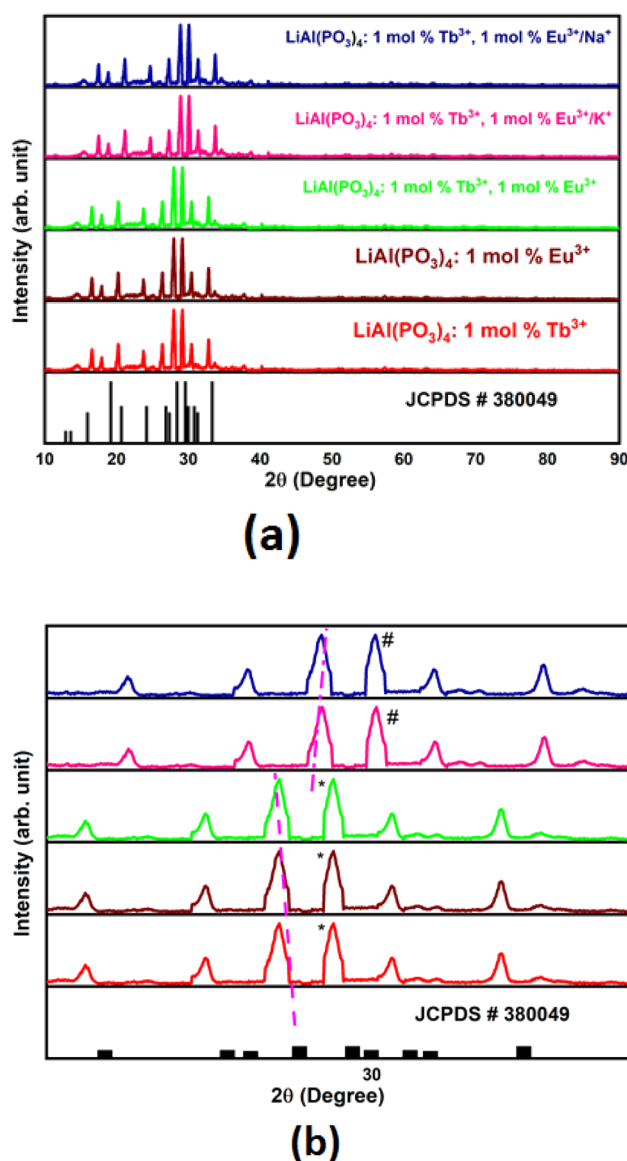 LiAl(PO₃)₄: 1 mol % Tb³⁺, 1 mol % Eu³⁺/Na⁺
LiAl(PO₃)₄: 1 mol % Tb³⁺, 1 mol % Eu³⁺/K⁺
LiAl(PO₃)₄: 1 mol % Tb³⁺, 1 mol % Eu³⁺
LiAl(PO₃)₄: 1 mol % Eu³⁺
LiAl(PO₃)₄: 1 mol % Tb³⁺
JCPDS # 380049
Intensity (arb. unit)
10 20 30 40 50 60 70 80 90
2θ (Degree)
(a)
#
#
*
*
*
JCPDS # 380049
Intensity (arb. unit)
30
2θ (Degree)
(b)